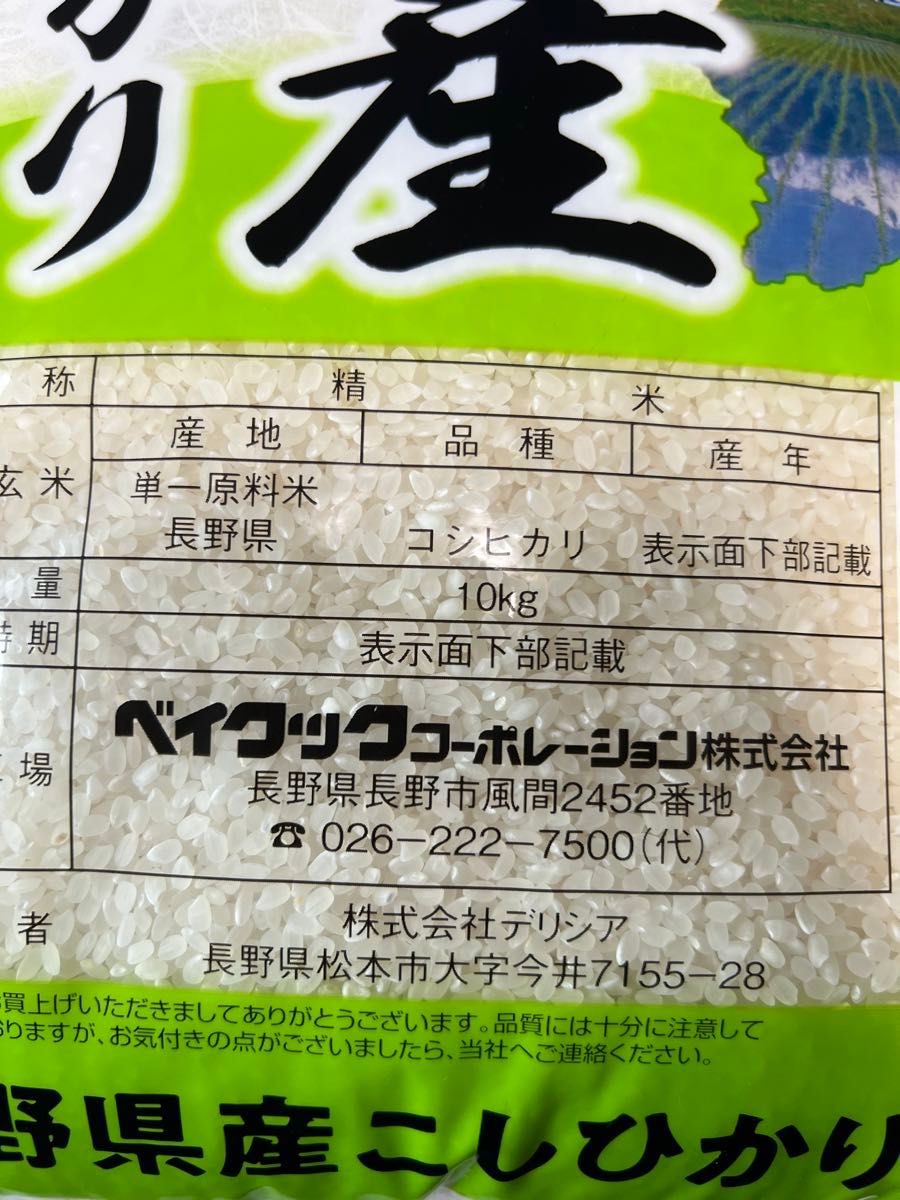 かり
産
称 精米
産地 品種 産年
玄米 単一原料米
長野県 コシヒカリ 表示面下部記載
量 10kg
時期 表示面下部記載
ベイクックコーポレーション株式会社
工場 長野県長野市風間2452番地
☎ 026-222-7500(代)
者 株式会社デリシア
長野県松本市大字今井7155-28
お買上げいただきましてありがとうございます。品質には十分に注意して
おりますが、お気付きの点がございましたら、当社へご連絡ください。
野県産こしひかり